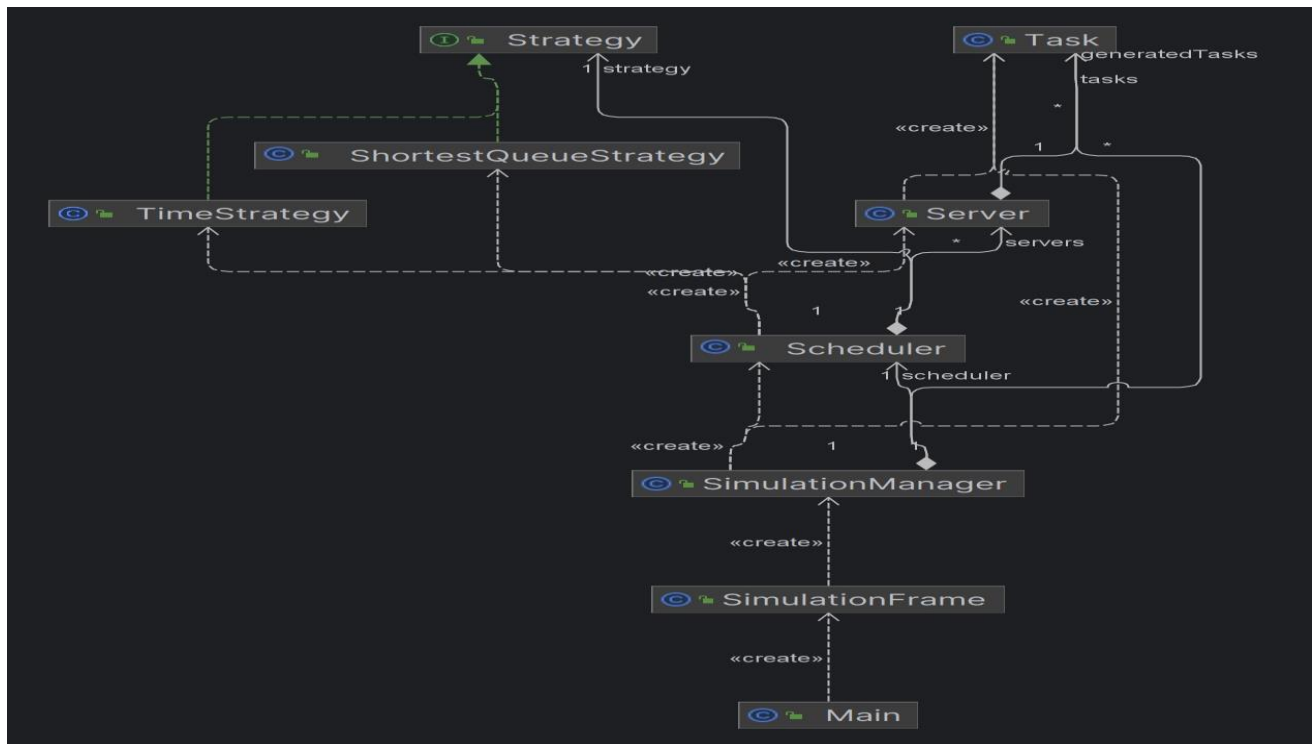 Strategy
Task
generatedTasks
1 strategy
tasks
*
«create»
1
*
ShortestQueueStrategy
TimeStrategy
Server
*
servers
«create»
«create»
«create»
«create»
1
1
Scheduler
1 scheduler
«create»
1
1
SimulationManager
«create»
SimulationFrame
«create»
Main